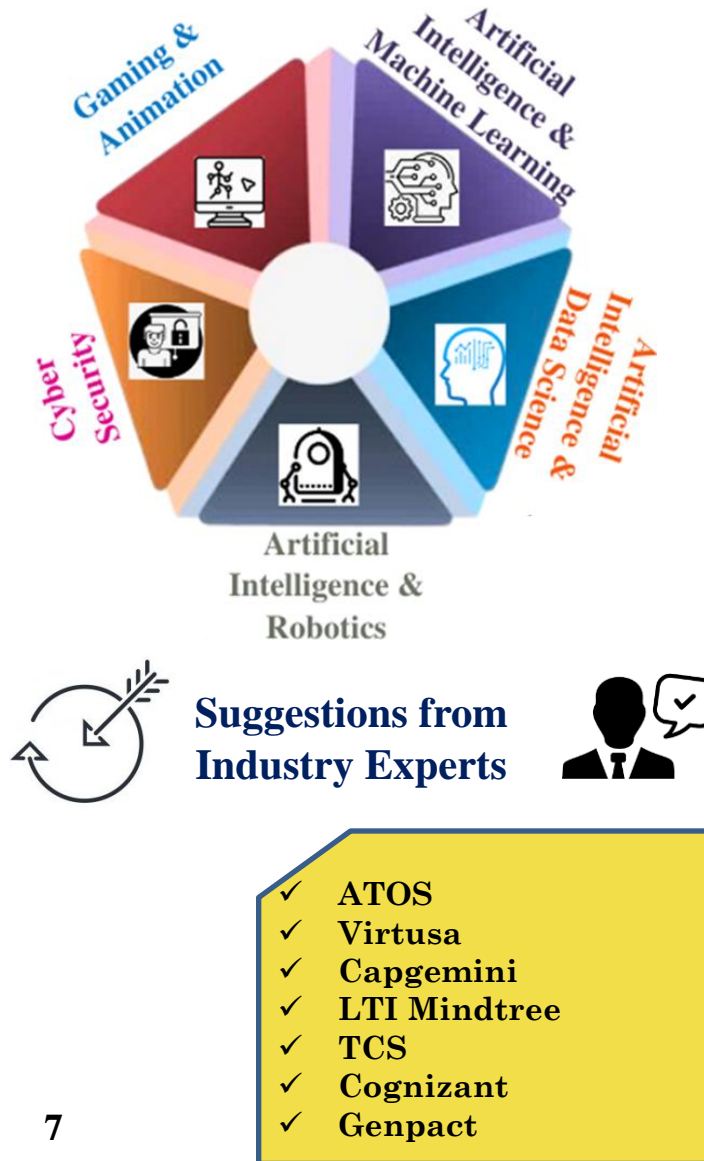 Gaming &
Animation
Artificial
Intelligence &
Machine Learning
Artificial
Intelligence &
Data Science
Cyber
Security
Artificial
Intelligence &
Robotics
Suggestions from
Industry Experts
✓ ATOS
✓ Virtusa
✓ Capgemini
✓ LTI Mindtree
✓ TCS
✓ Cognizant
✓ Genpact
7